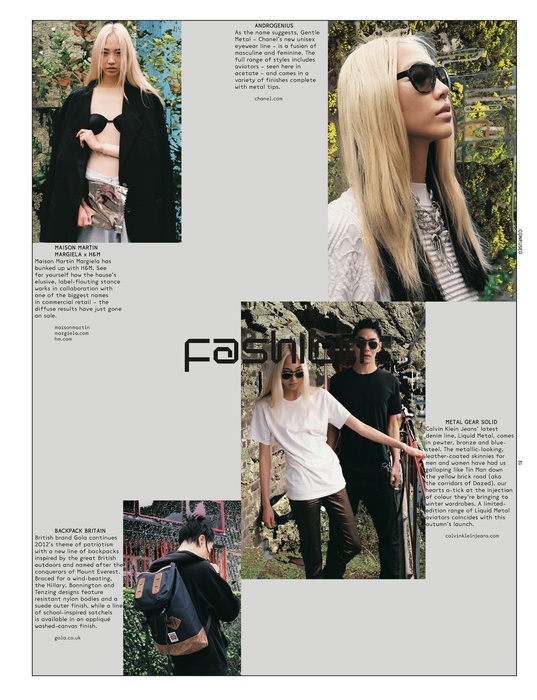 ANDROGENIUS
As the name suggests, Gentle
Metal – Chanel's new unisex
eyewear line – is a fusion of
masculine and feminine. The
full range of styles includes
aviators – seen here in
acetate – and comes in a
variety of finishes complete
with metal tips.
chanel.com
MAISON MARTIN
MARGIELA x H&M
Maison Martin Margiela has
bunked up with H&M. See
for yourself how the house's
elusive, label-flouting stance
works in collaboration with
one of the biggest names
in commercial retail – the
diffuse results have just gone
on sale.
maisonmartin
margiela.com
hm.com
CONFUSED
Fashion
METAL GEAR SOLID
Calvin Klein Jeans' latest
denim line, Liquid Metal, comes
in pewter, bronze and blue-
steel. The metallic-looking,
leather-coated skinnies for
men and women have had us
galloping like Tin Man down
the yellow brick road (aka
the corridors of Dazed), our
hearts a-tick at the injection
of colour they're bringing to
winter wardrobes. A limited-
edition range of Liquid Metal
aviators coincides with this
autumn's launch.
calvinkleinjeans.com
BACKPACK BRITAIN
British brand Gola continues
2012's theme of patriotism
with a new line of backpacks
inspired by the great British
outdoors and named after the
conquerors of Mount Everest.
Braced for a wind-beating,
the Hillary, Bonnington and
Tenzing designs feature
resistant nylon bodies and a
suede outer finish, while a line
of school-inspired satchels
is available in an appliqué
washed-canvas finish.
gola.co.uk